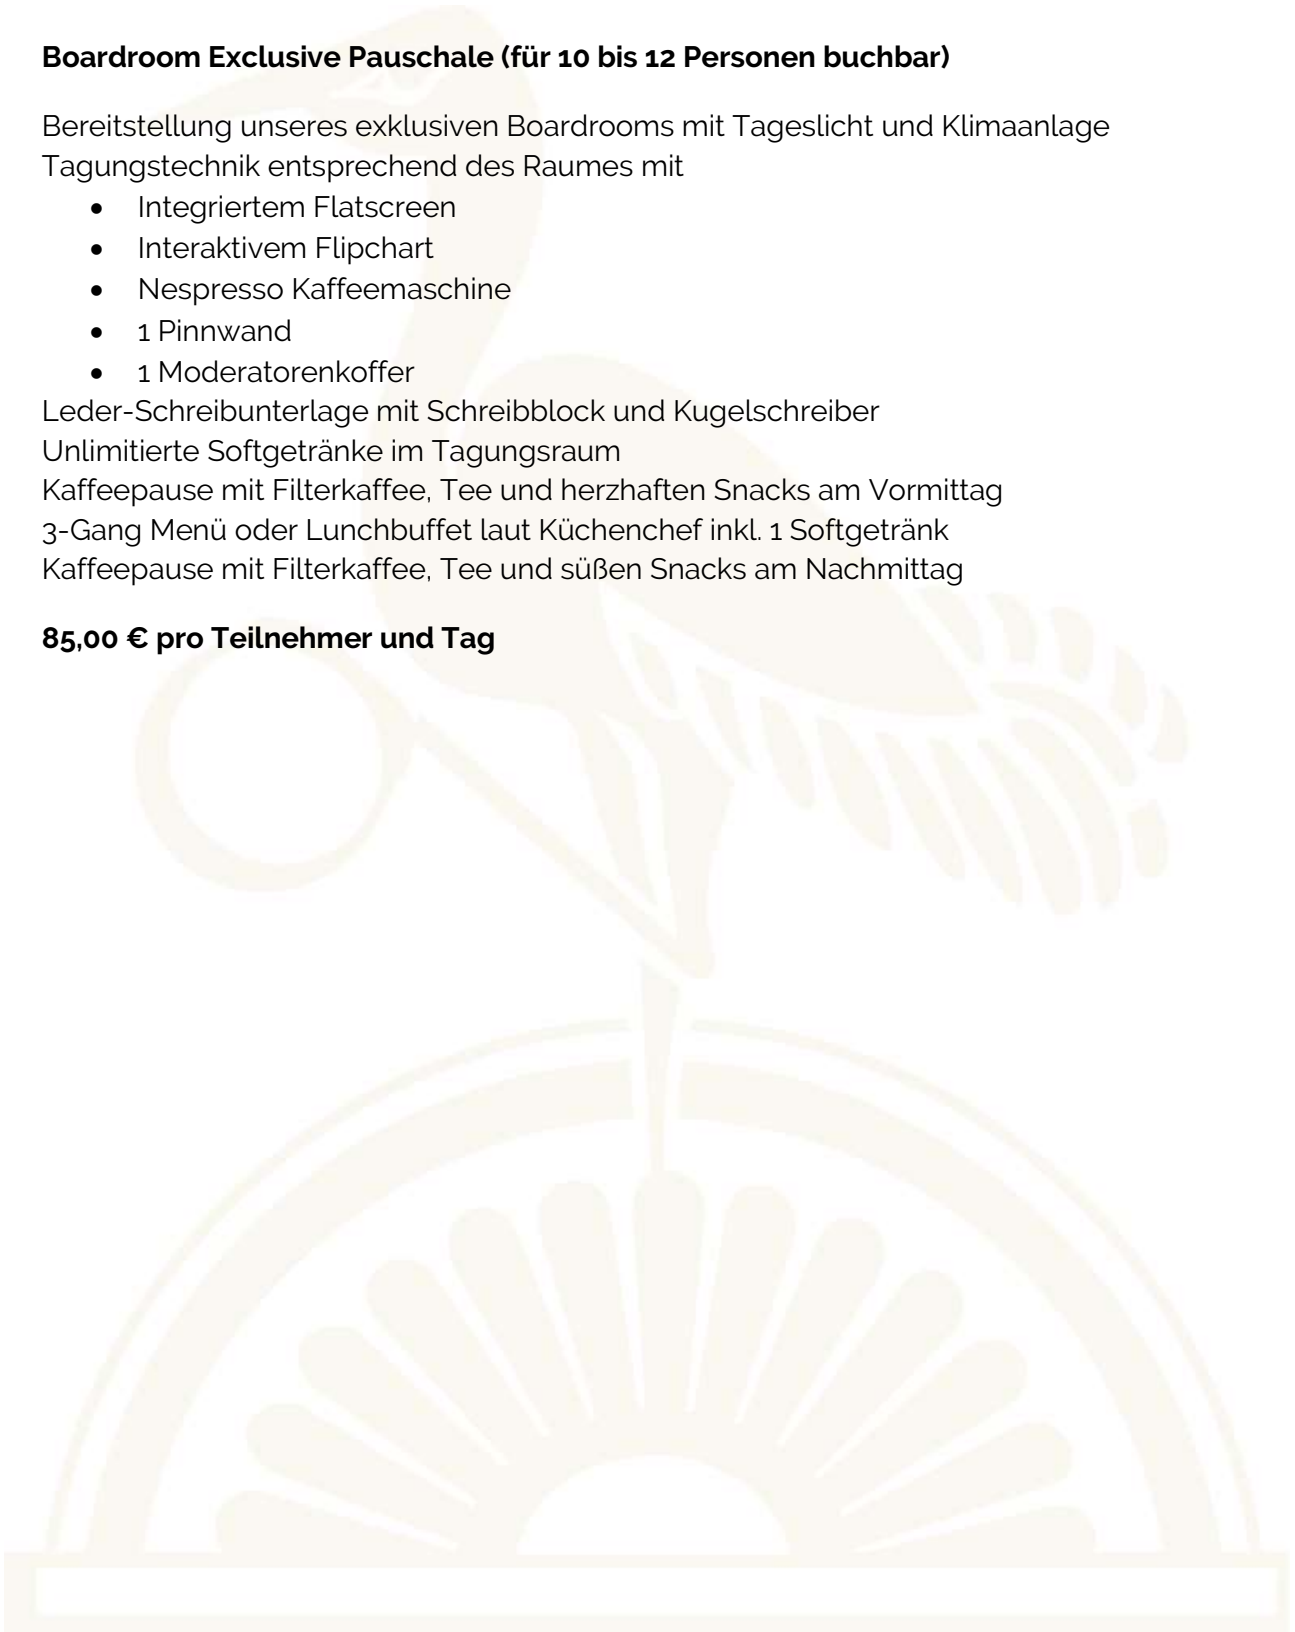 Boardroom Exclusive Pauschale (für 10 bis 12 Personen buchbar)
Bereitstellung unseres exklusiven Boardrooms mit Tageslicht und Klimaanlage
Tagungstechnik entsprechend des Raumes mit
• Integriertem Flatscreen
• Interaktivem Flipchart
• Nespresso Kaffeemaschine
• 1 Pinnwand
• 1 Moderatorenkoffer
Leder-Schreibunterlage mit Schreibblock und Kugelschreiber
Unlimitierte Softgetränke im Tagungsraum
Kaffeepause mit Filterkaffee, Tee und herzhaften Snacks am Vormittag
3-Gang Menü oder Lunchbuffet laut Küchenchef inkl. 1 Softgetränk
Kaffeepause mit Filterkaffee, Tee und süßen Snacks am Nachmittag
85,00 € pro Teilnehmer und Tag